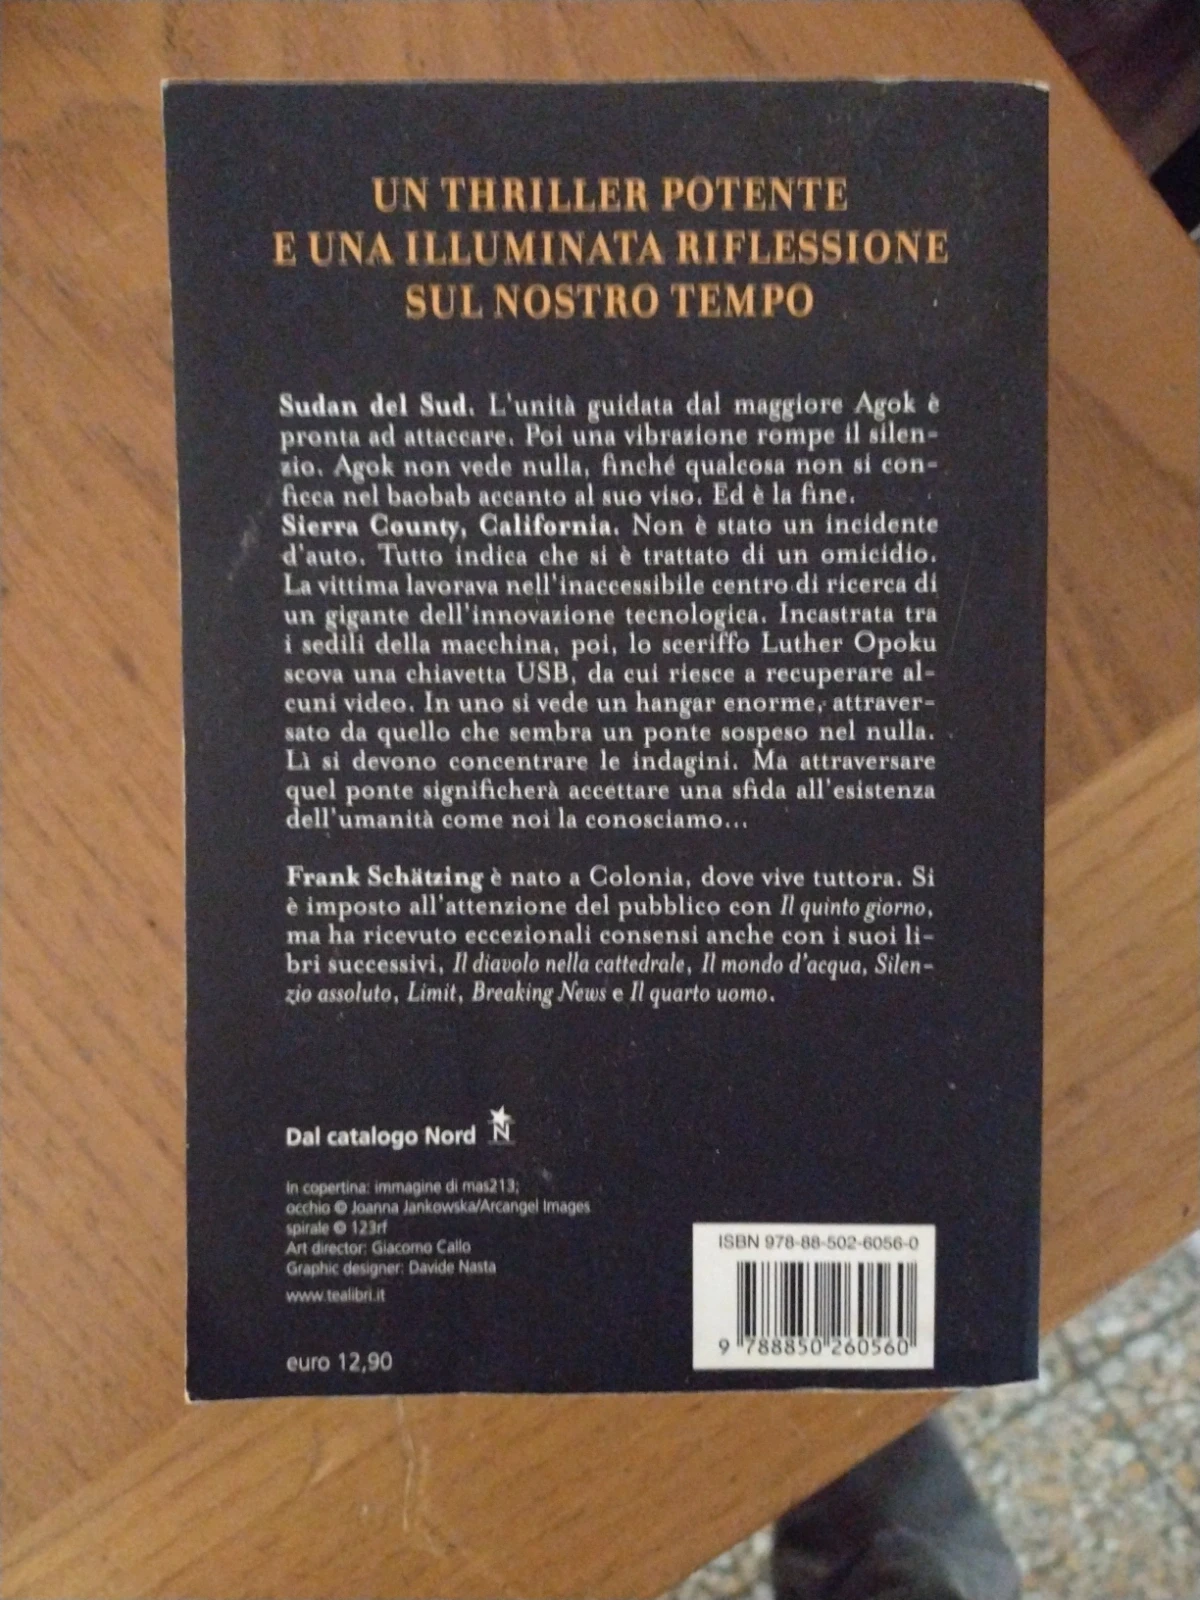 UN THRILLER POTENTE
E UNA ILLUMINATA RIFLESSIONE
SUL NOSTRO TEMPO
Sudan del Sud. L'unità guidata dal maggiore Agok è
pronta ad attaccare. Poi una vibrazione rompe il silen-
zio. Agok non vede nulla, finché qualcosa non si con-
ficca nel baobab accanto al suo viso. Ed è la fine.
Sierra County, California. Non è stato un incidente
d'auto. Tutto indica che si è trattato di un omicidio.
La vittima lavorava nell'inaccessibile centro di ricerca di
un gigante dell'innovazione tecnologica. Incastrata tra
i sedili della macchina, poi, lo sceriffo Luther Opoku
scova una chiavetta USB, da cui riesce a recuperare al-
cuni video. In uno si vede un hangar enorme, attraver-
sato da quello che sembra un ponte sospeso nel nulla.
Lì si devono concentrare le indagini. Ma attraversare
quel ponte significherà accettare una sfida all'esistenza
dell'umanità come noi la conosciamo...
Frank Schätzing è nato a Colonia, dove vive tuttora. Si
è imposto all'attenzione del pubblico con Il quinto giorno,
ma ha ricevuto eccezionali consensi anche con i suoi li-
bri successivi, Il diavolo nella cattedrale, Il mondo d'acqua, Silen-
zio assoluto, Limit, Breaking News e Il quarto uomo.
Dal catalogo Nord N
In copertina: immagine di mas213;
occhio © Joanna Jankowska/Arcangel Images
spirale © 123rf
Art director: Giacomo Callo
Graphic designer: Davide Nasta
www.tealibri.it
euro 12,90
ISBN 978-88-502-6056-0
9 788850 260560